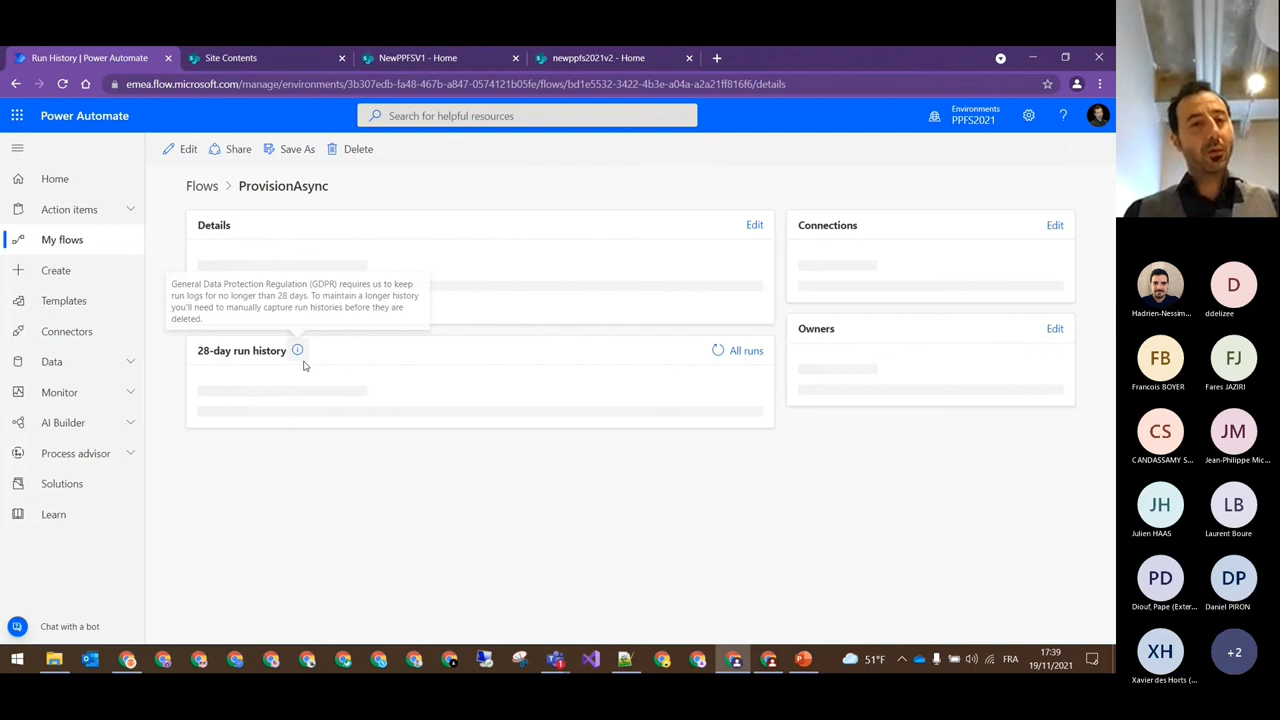 Run History | Power Automate
Site Contents
NewPPFSV1 - Home
newppfs2021v2 - Home
emea.flow.microsoft.com/manage/environments/3b307edb-fa48-467b-a847-0574121b05fe/flows/bd1e5532-3422-4b3e-a04a-a2a21ff816f6/details
Power Automate
Search for helpful resources
Environments
PPFS2021
Edit
Share
Save As
Delete
Home
Action items
My flows
Create
Templates
Connectors
Data
Monitor
AI Builder
Process advisor
Solutions
Learn
Chat with a bot
Flows > ProvisionAsync
Details
Edit
General Data Protection Regulation (GDPR) requires us to keep
run logs for no longer than 28 days. To maintain a longer history
you'll need to manually capture run histories before they are
deleted.
28-day run history
All runs
Connections
Edit
Owners
Edit
51°F
FRA
17:39
19/11/2021
Hadrien-Nessim...
D
ddelizee
FB
Francois BOYER
FJ
Fares JAZIRI
CS
CANDASSAMY S...
JM
Jean-Philippe Mic...
JH
Julien HAAS
LB
Laurent Boure
PD
Diouf, Pape (Exter...
DP
Daniel PIRON
XH
Xavier des Horts (...
+2